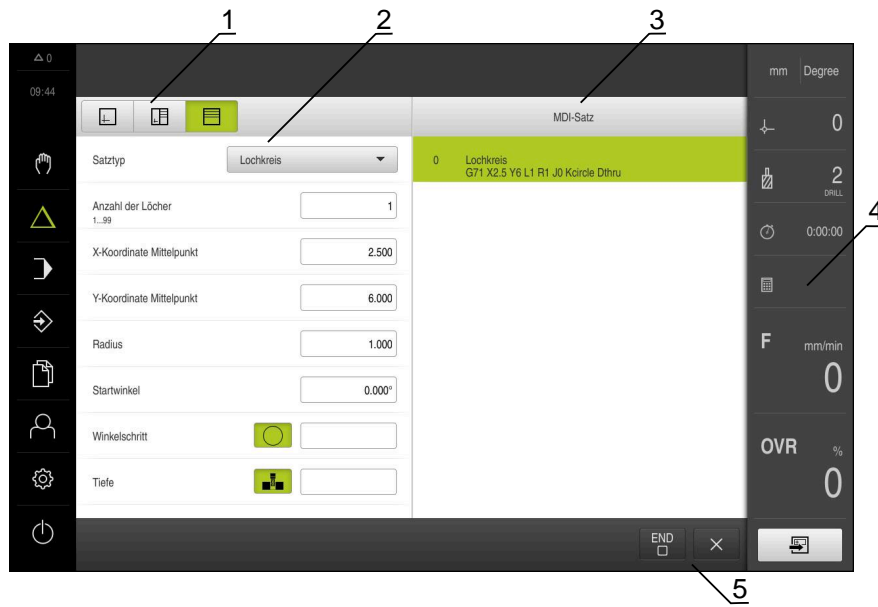 1
2
3
△ 0
09:44
mm Degree
MDI-Satz
0
Satztyp
Lochkreis
0 Lochkreis
G71 X2.5 Y6 L1 R1 J0 Kcircle Dthru
2
DRILL
Anzahl der Löcher
1...99
1
4
0:00:00
X-Koordinate Mittelpunkt
2.500
Y-Koordinate Mittelpunkt
6.000
Radius
1.000
F mm/min
0
Startwinkel
0.000°
Winkelschritt
OVR %
0
Tiefe
END
5